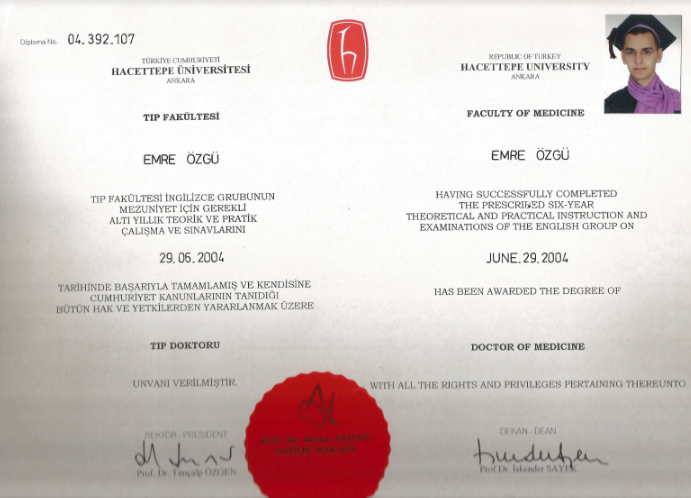 Diploma No. 04.392.107
TÜRKİYE CUMHURİYETİ
HACETTEPE ÜNİVERSİTESİ
ANKARA
TIP FAKÜLTESİ
EMRE ÖZGÜ
TIP FAKÜLTESİ İNGİLİZCE GRUBUNUN
MEZUNİYET İÇİN GEREKLİ
ALTI YILLIK TEORİK VE PRATİK
ÇALIŞMA VE SINAVLARINI
29.06.2004
TARİHİNDE BAŞARIYLA TAMAMLAMIŞ VE KENDİSİNE
CUMHURİYET KANUNLARININ TANIDIĞI
BÜTÜN HAK VE YETKİLERDEN YARARLANMAK ÜZERE
TIP DOKTORU
UNVANI VERİLMİŞTİR.
REKTÖR - PRESIDENT
Prof. Dr. Tunçalp ÖZGEN
REPUBLIC OF TURKEY
HACETTEPE UNIVERSITY
ANKARA
FACULTY OF MEDICINE
EMRE ÖZGÜ
HAVING SUCCESSFULLY COMPLETED
THE PRESCRIBED SIX-YEAR
THEORETICAL AND PRACTICAL INSTRUCTION AND
EXAMINATIONS OF THE ENGLISH GROUP ON
JUNE.29.2004
HAS BEEN AWARDED THE DEGREE OF
DOCTOR OF MEDICINE
WITH ALL THE RIGHTS AND PRIVILEGES PERTAINING THEREUNTO
DEKAN - DEAN
Prof.Dr. İskender SAYEK